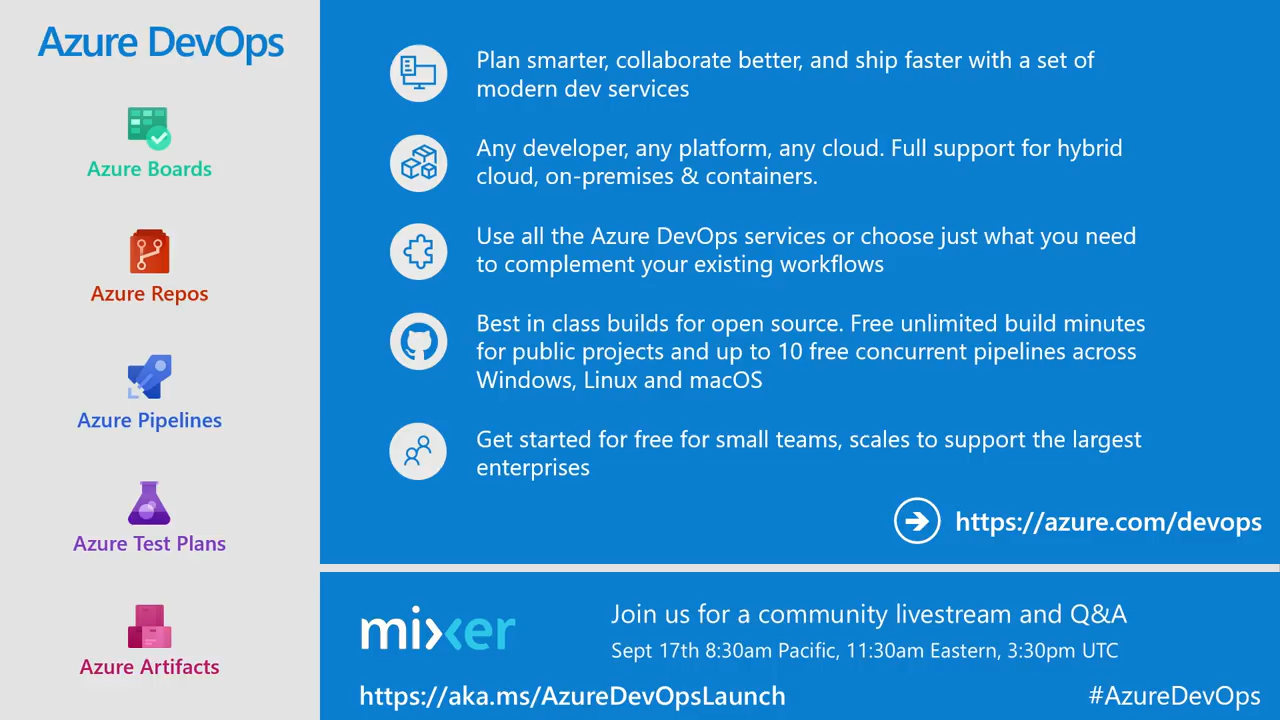 Azure DevOps
Azure Boards
Azure Repos
Azure Pipelines
Azure Test Plans
Azure Artifacts
Plan smarter, collaborate better, and ship faster with a set of
modern dev services
Any developer, any platform, any cloud. Full support for hybrid
cloud, on-premises & containers.
Use all the Azure DevOps services or choose just what you need
to complement your existing workflows
Best in class builds for open source. Free unlimited build minutes
for public projects and up to 10 free concurrent pipelines across
Windows, Linux and macOS
Get started for free for small teams, scales to support the largest
enterprises
https://azure.com/devops
mixer
Join us for a community livestream and Q&A
Sept 17th 8:30am Pacific, 11:30am Eastern, 3:30pm UTC
https://aka.ms/AzureDevOpsLaunch
#AzureDevOps